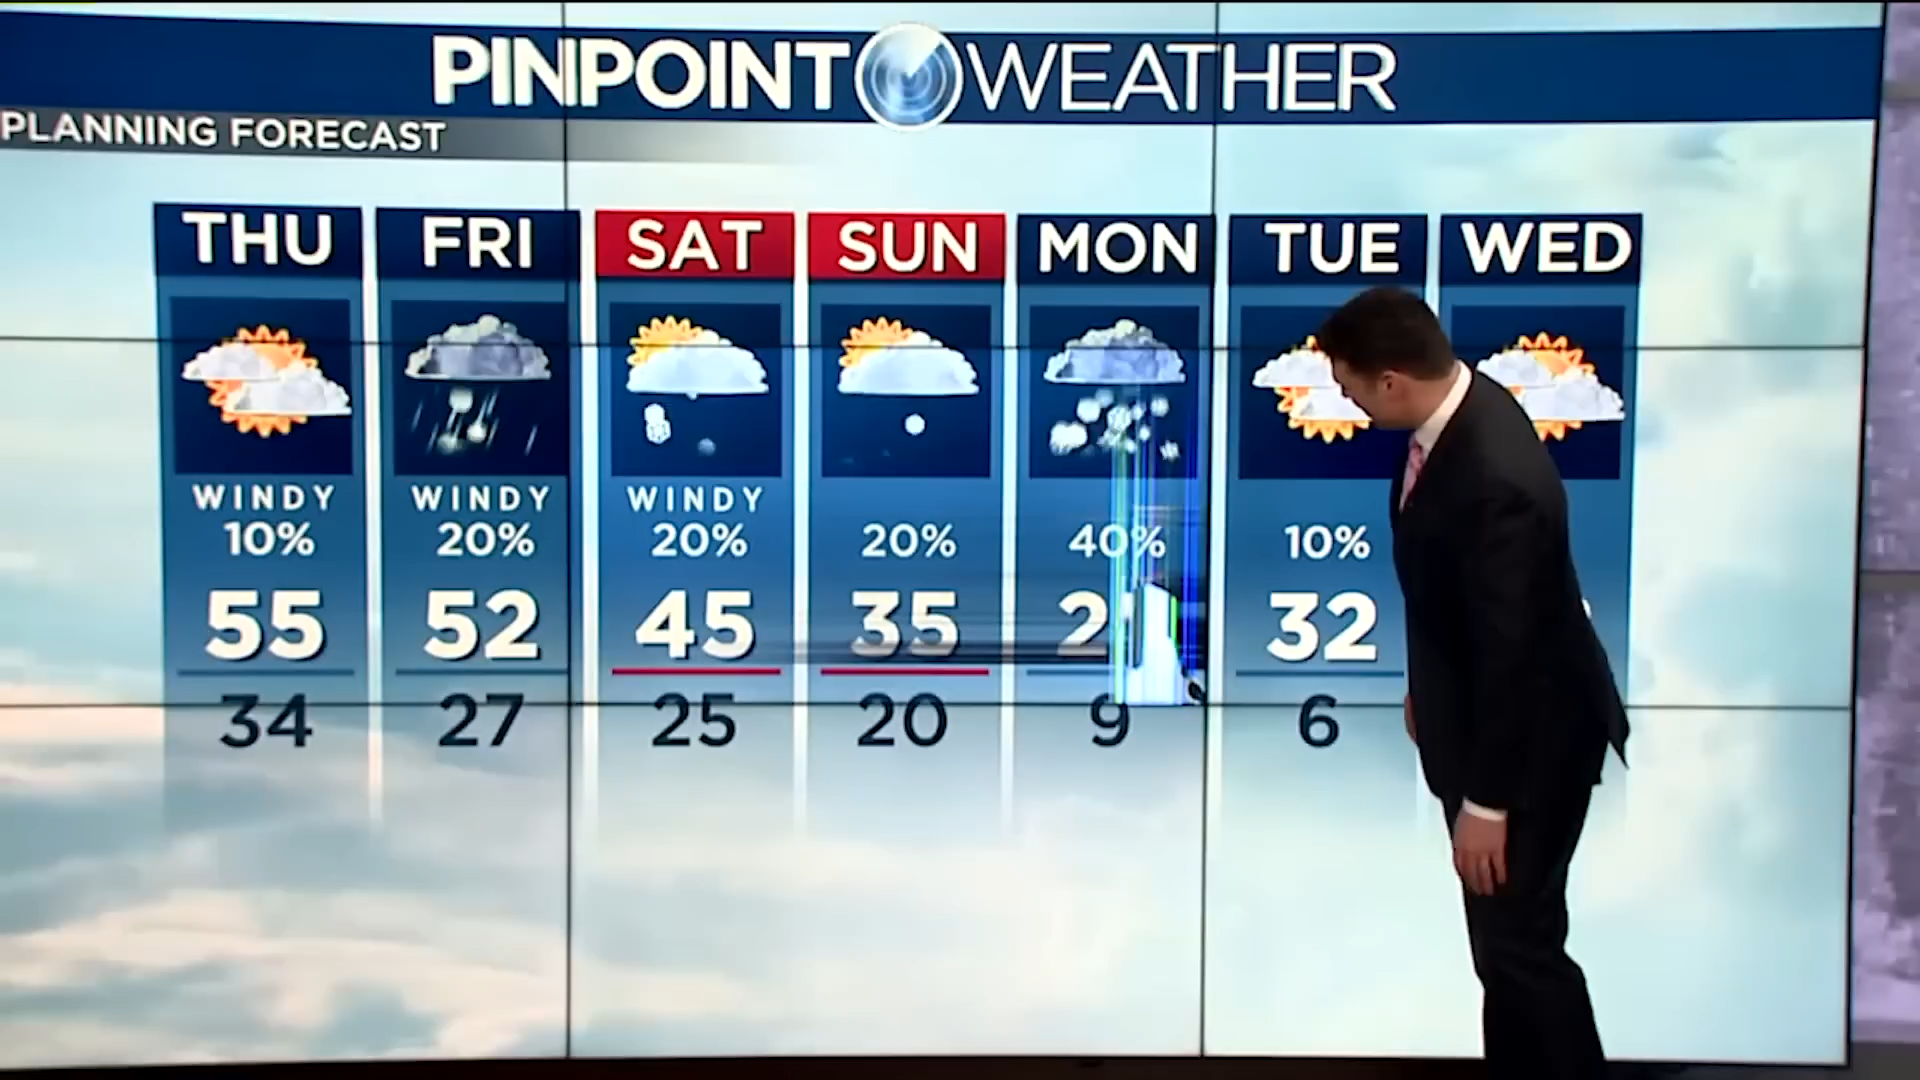 PINPOINT WEATHER
PLANNING FORECAST
THU FRI SAT SUN MON TUE WED
WINDY WINDY WINDY
10% 20% 20% 20% 40% 10%
55 52 45 35 32
34 27 25 20 9 6